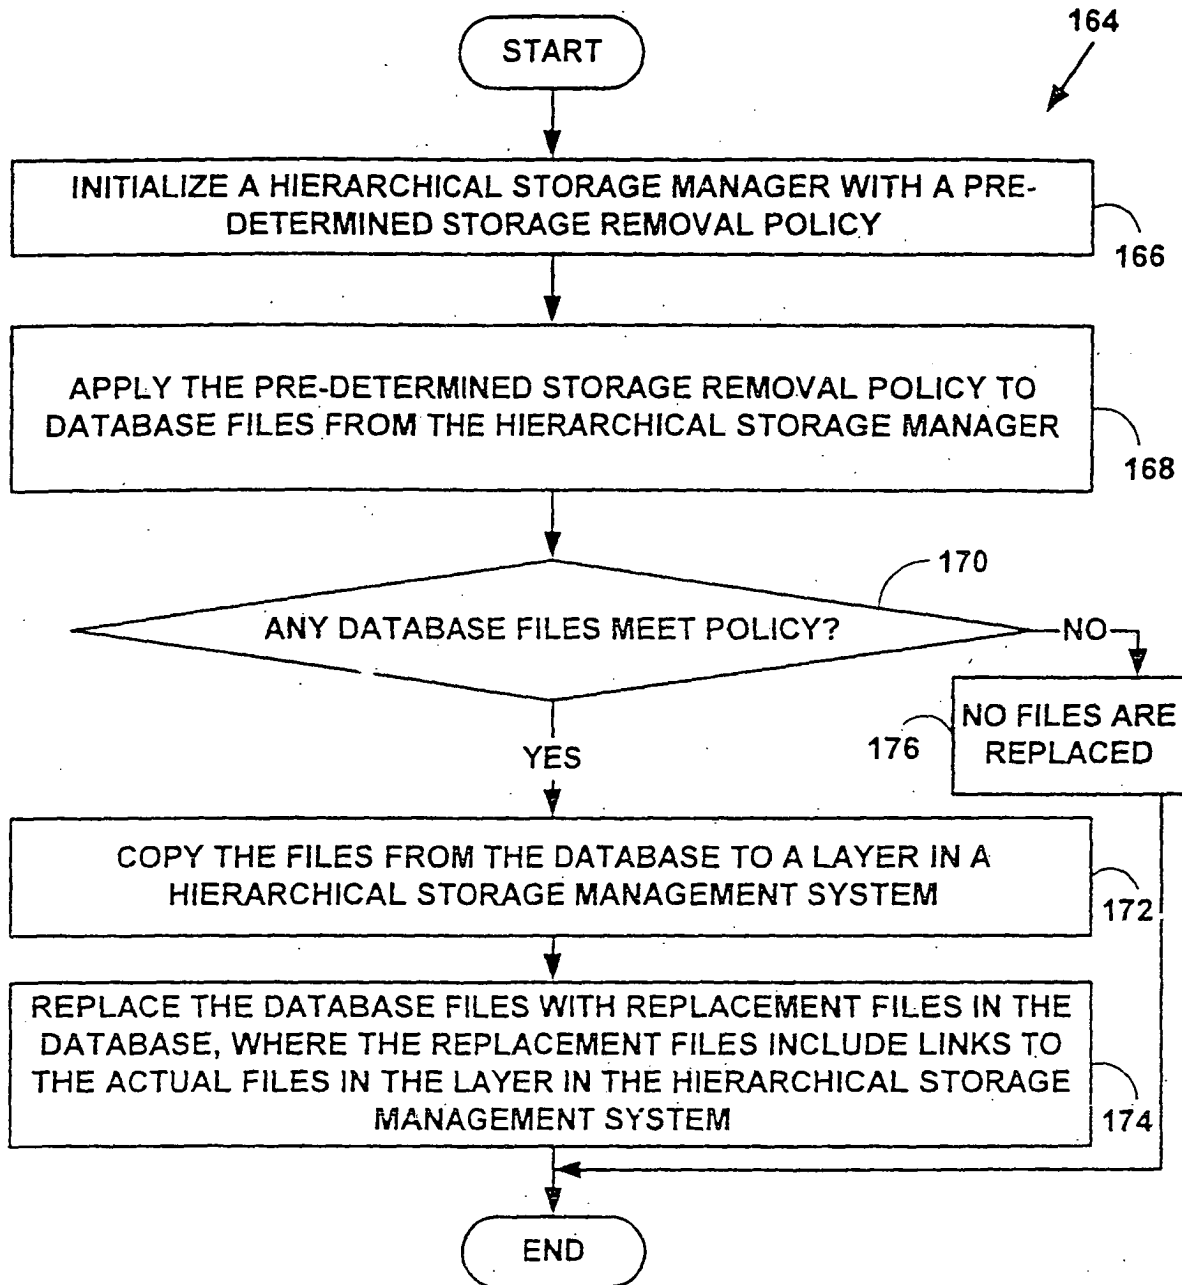 START
164
INITIALIZE A HIERARCHICAL STORAGE MANAGER WITH A PRE-
DETERMINED STORAGE REMOVAL POLICY
166
APPLY THE PRE-DETERMINED STORAGE REMOVAL POLICY TO
DATABASE FILES FROM THE HIERARCHICAL STORAGE MANAGER
168
170
ANY DATABASE FILES MEET POLICY?
NO
NO FILES ARE
REPLACED
176
YES
COPY THE FILES FROM THE DATABASE TO A LAYER IN A
HIERARCHICAL STORAGE MANAGEMENT SYSTEM
172
REPLACE THE DATABASE FILES WITH REPLACEMENT FILES IN THE
DATABASE, WHERE THE REPLACEMENT FILES INCLUDE LINKS TO
THE ACTUAL FILES IN THE LAYER IN THE HIERARCHICAL STORAGE
MANAGEMENT SYSTEM
174
END